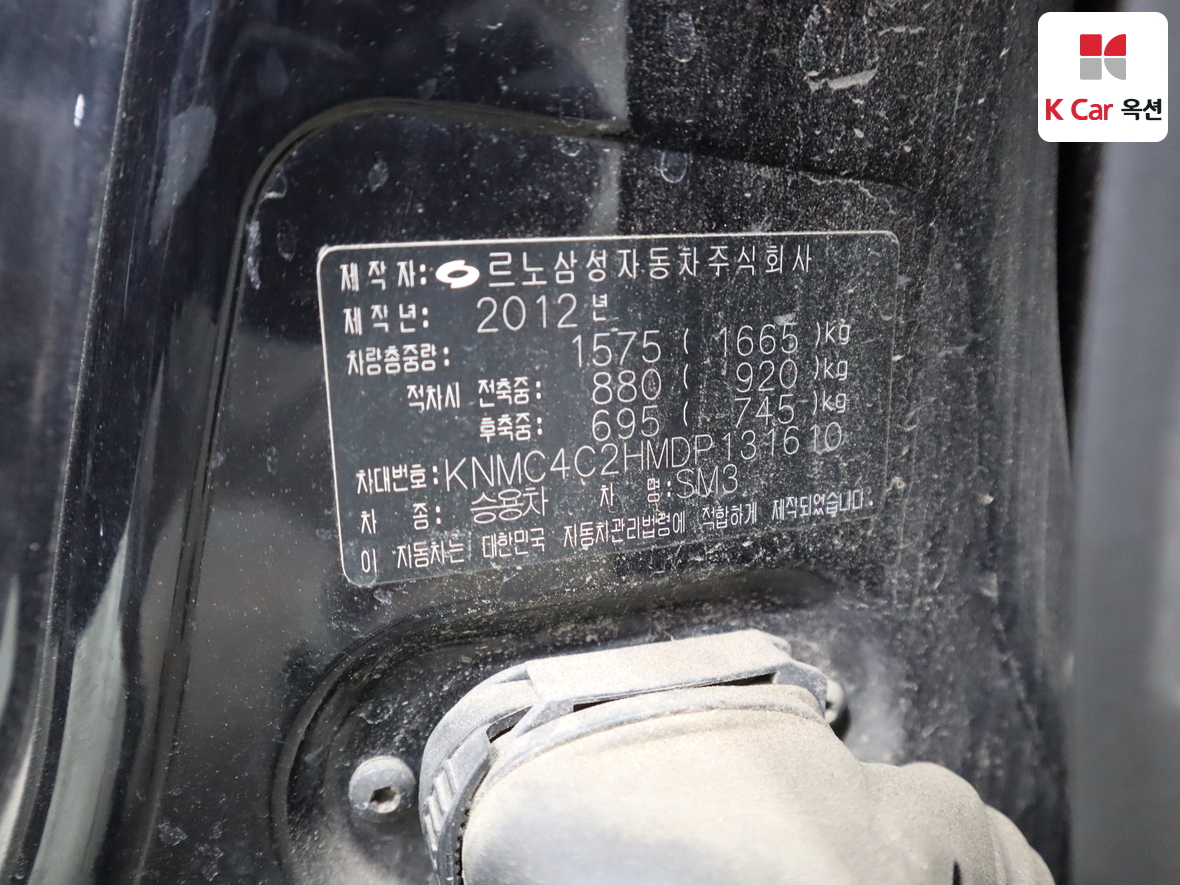 K Car 옥션
제작자: 르노삼성자동차주식회사
제작년: 2012년
차량총중량: 1575 ( 1665 )kg
적차시 전축중: 880 ( 920 )kg
후축중: 695 ( 745 )kg
차대번호: KNMC4C2HMDP131610
차 종: 승용차 차 명: SM3
이 자동차는 대한민국 자동차관리법령에 적합하게 제작되었습니다.